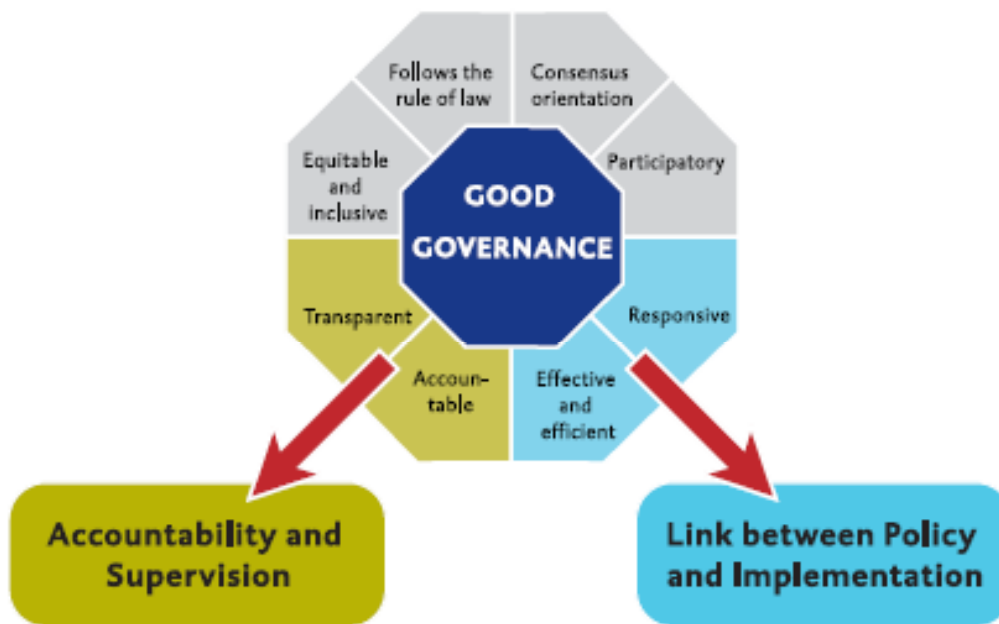 Follows the
rule of law
Consensus
orientation
Equitable
and
inclusive
Participatory
GOOD
GOVERNANCE
Transparent
Responsive
Accoun-
table
Effective
and
efficient
Accountability and
Supervision
Link between Policy
and Implementation